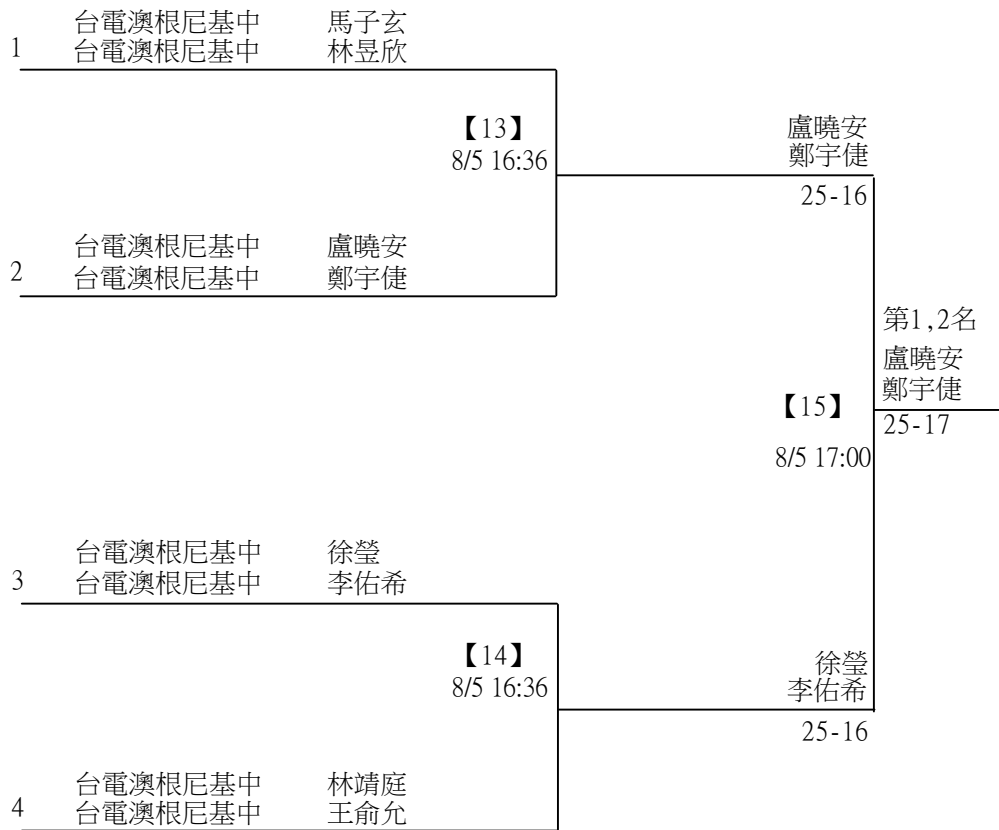 台電澳根尼基中 馬子玄
1 台電澳根尼基中 林昱欣
【13】
8/5 16:36
盧曉安
鄭宇倢
25-16
台電澳根尼基中 盧曉安
2 台電澳根尼基中 鄭宇倢
第1,2名
盧曉安
鄭宇倢
【15】
25-17
8/5 17:00
台電澳根尼基中 徐瑩
3 台電澳根尼基中 李佑希
【14】
8/5 16:36
徐瑩
李佑希
25-16
台電澳根尼基中 林靖庭
4 台電澳根尼基中 王俞允